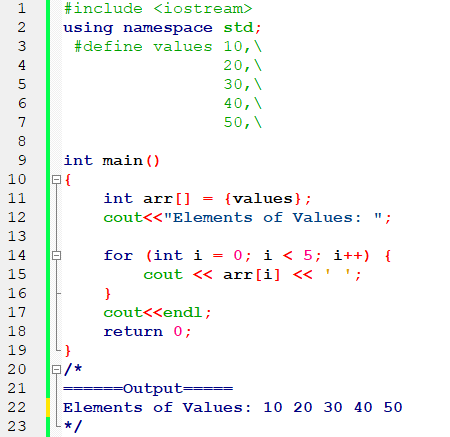 1 #include <iostream>
2 using namespace std;
3 #define values 10,\
4 20,\
5 30,\
6 40,\
7 50,\
8
9 int main()
10 {
11 int arr[] = {values};
12 cout<<"Elements of Values: ";
13
14 for (int i = 0; i < 5; i++) {
15 cout << arr[i] << ' ';
16 }
17 cout<<endl;
18 return 0;
19 }
20 /*
21 ======Output=====
22 Elements of Values: 10 20 30 40 50
23 */